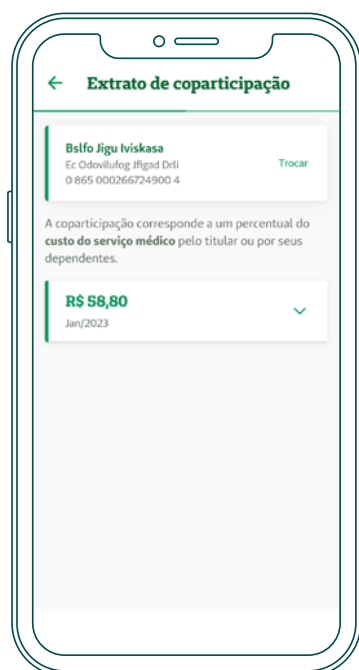 Extrato de coparticipação
Bslfo Jigu Iviskasa
Ec Odovilufog Jfigad Drli
Trocar
0 865 000266724900 4
A coparticipação corresponde a um percentual do
custo do serviço médico pelo titular ou por seus
dependentes.
R$ 58,80
Jan/2023